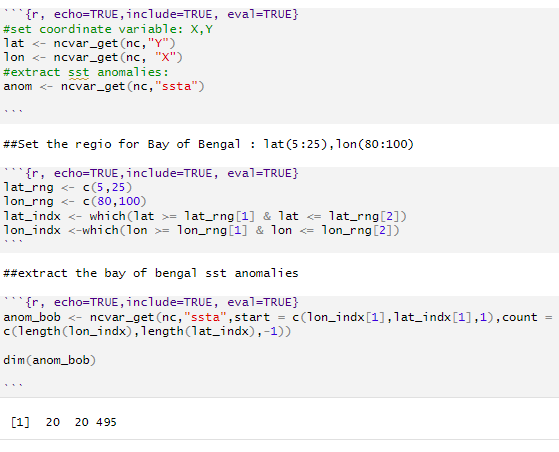 ```{r, echo=TRUE,include=TRUE, eval=TRUE}
#set coordinate variable: X,Y
lat <- ncvar_get(nc,"Y")
lon <- ncvar_get(nc, "X")
#extract sst anomalies:
anom <- ncvar_get(nc,"ssta")
```
##Set the regio for Bay of Bengal : lat(5:25),lon(80:100)
```{r, echo=TRUE,include=TRUE, eval=TRUE}
lat_rng <- c(5,25)
lon_rng <- c(80,100)
lat_indx <- which(lat >= lat_rng[1] & lat <= lat_rng[2])
lon_indx <-which(lon >= lon_rng[1] & lon <= lon_rng[2])
```
##extract the bay of bengal sst anomalies
```{r, echo=TRUE,include=TRUE, eval=TRUE}
anom_bob <- ncvar_get(nc,"ssta",start = c(lon_indx[1],lat_indx[1],1),count =
c(length(lon_indx),length(lat_indx),-1))
dim(anom_bob)
```
[1]  20  20 495